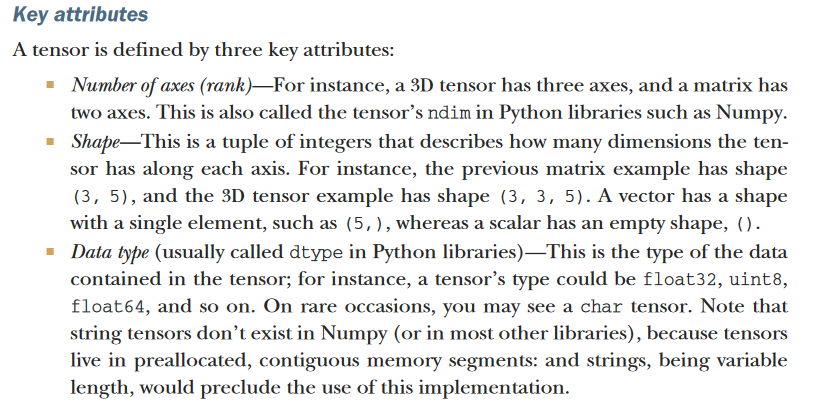 Key attributes
A tensor is defined by three key attributes:
▪ Number of axes (rank)—For instance, a 3D tensor has three axes, and a matrix has
two axes. This is also called the tensor's ndim in Python libraries such as Numpy.
▪ Shape—This is a tuple of integers that describes how many dimensions the ten-
sor has along each axis. For instance, the previous matrix example has shape
(3, 5), and the 3D tensor example has shape (3, 3, 5). A vector has a shape
with a single element, such as (5,), whereas a scalar has an empty shape, ().
▪ Data type (usually called dtype in Python libraries)—This is the type of the data
contained in the tensor; for instance, a tensor's type could be float32, uint8,
float64, and so on. On rare occasions, you may see a char tensor. Note that
string tensors don't exist in Numpy (or in most other libraries), because tensors
live in preallocated, contiguous memory segments: and strings, being variable
length, would preclude the use of this implementation.